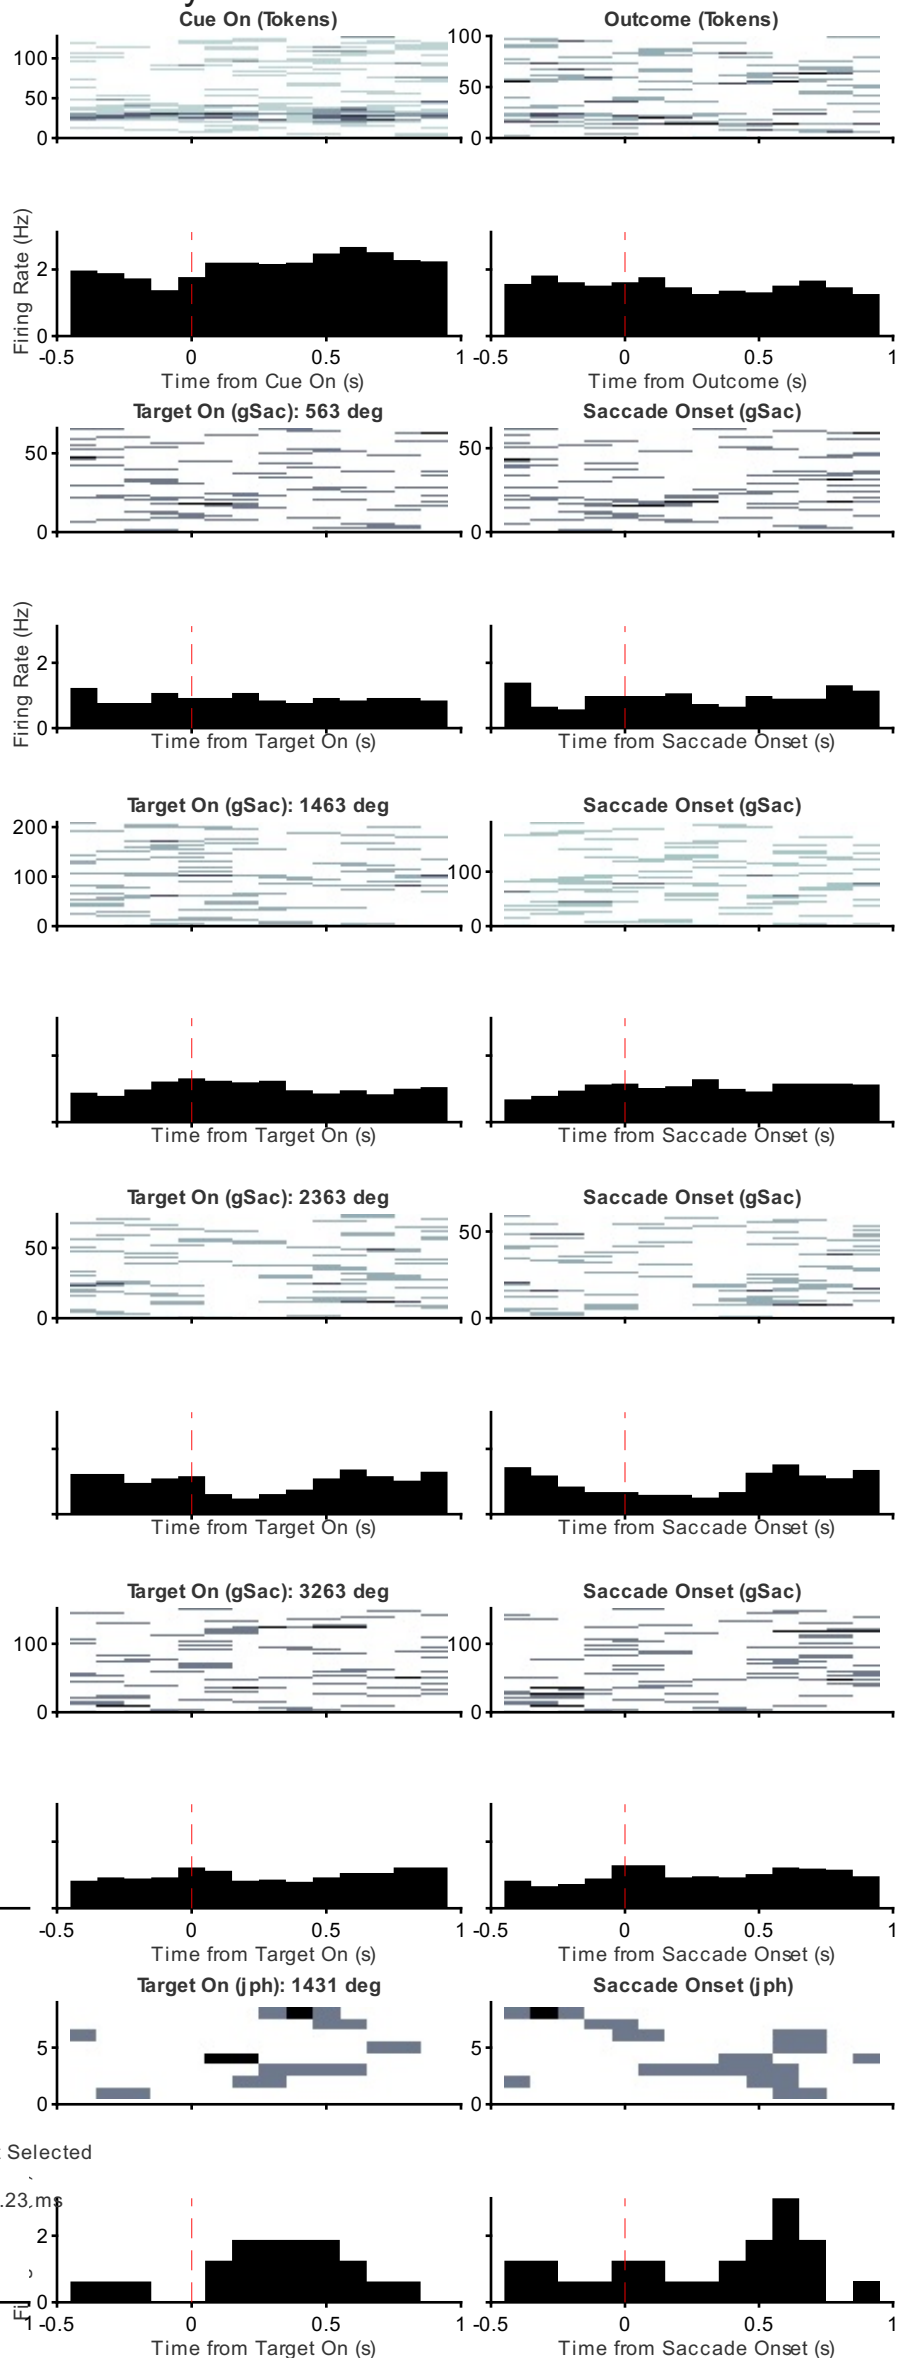 y
Cue On (Tokens) Outcome (Tokens)
100 100
50 50
0 0
Firing Rate (Hz)
2
0
-0.5 0 0.5 1 -0.5 0 0.5 1
Time from Cue On (s) Time from Outcome (s)
Target On (gSac): 563 deg Saccade Onset (gSac)
50 50
0 0
Firing Rate (Hz)
2
0
Time from Target On (s) Time from Saccade Onset (s)
Target On (gSac): 1463 deg Saccade Onset (gSac)
200
100 100
0 0
Time from Target On (s) Time from Saccade Onset (s)
Target On (gSac): 2363 deg Saccade Onset (gSac)
50 50
0 0
Time from Target On (s) Time from Saccade Onset (s)
Target On (gSac): 3263 deg Saccade Onset (gSac)
100 100
0 0
-0.5 0 0.5 1 -0.5 0 0.5 1
Time from Target On (s) Time from Saccade Onset (s)
Target On (jph): 1431 deg Saccade Onset (jph)
5 5
0 0
Selected
.23 ms
2
0
1 -0.5 0 0.5 1 -0.5 0 0.5 1
Time from Target On (s) Time from Saccade Onset (s)